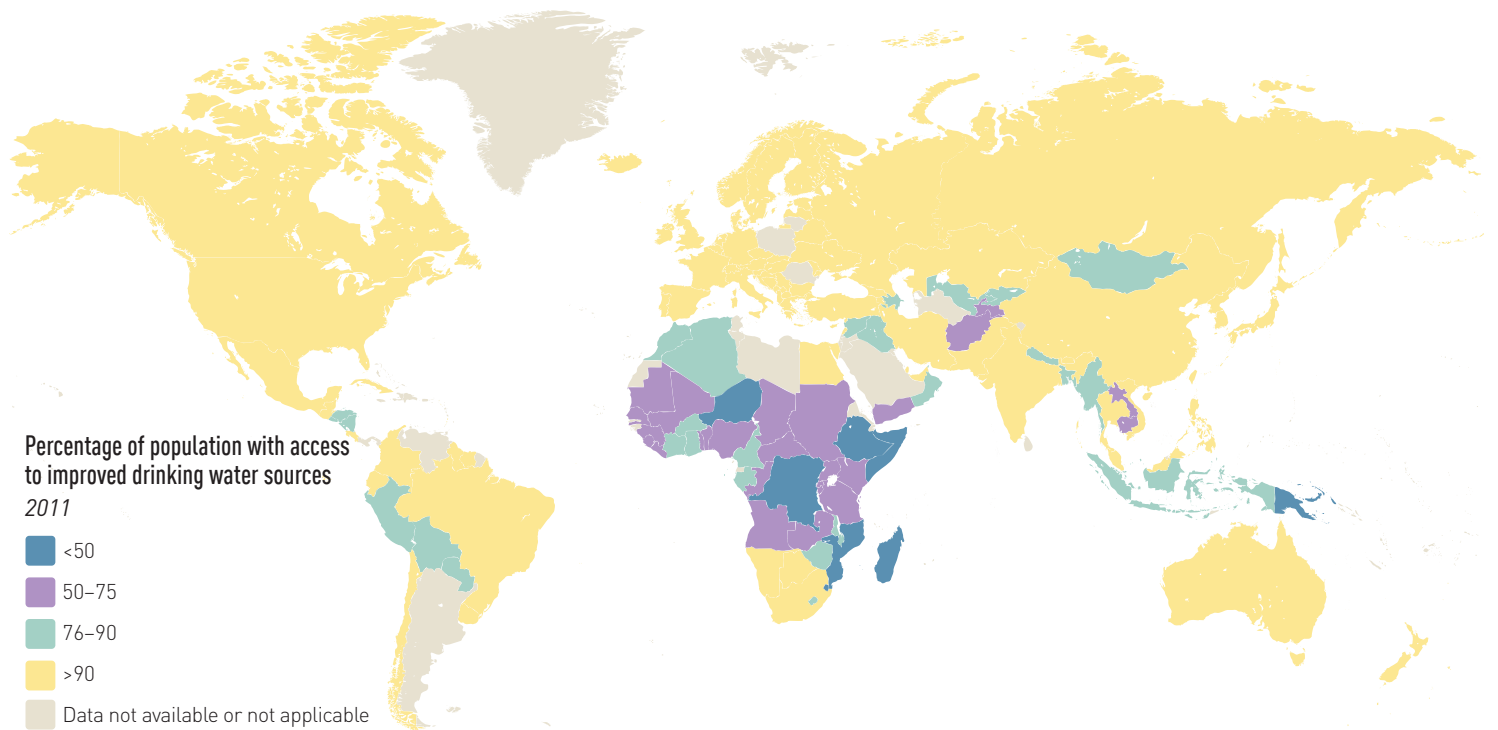 Percentage of population with access
to improved drinking water sources
2011
<50
50–75
76–90
>90
Data not available or not applicable